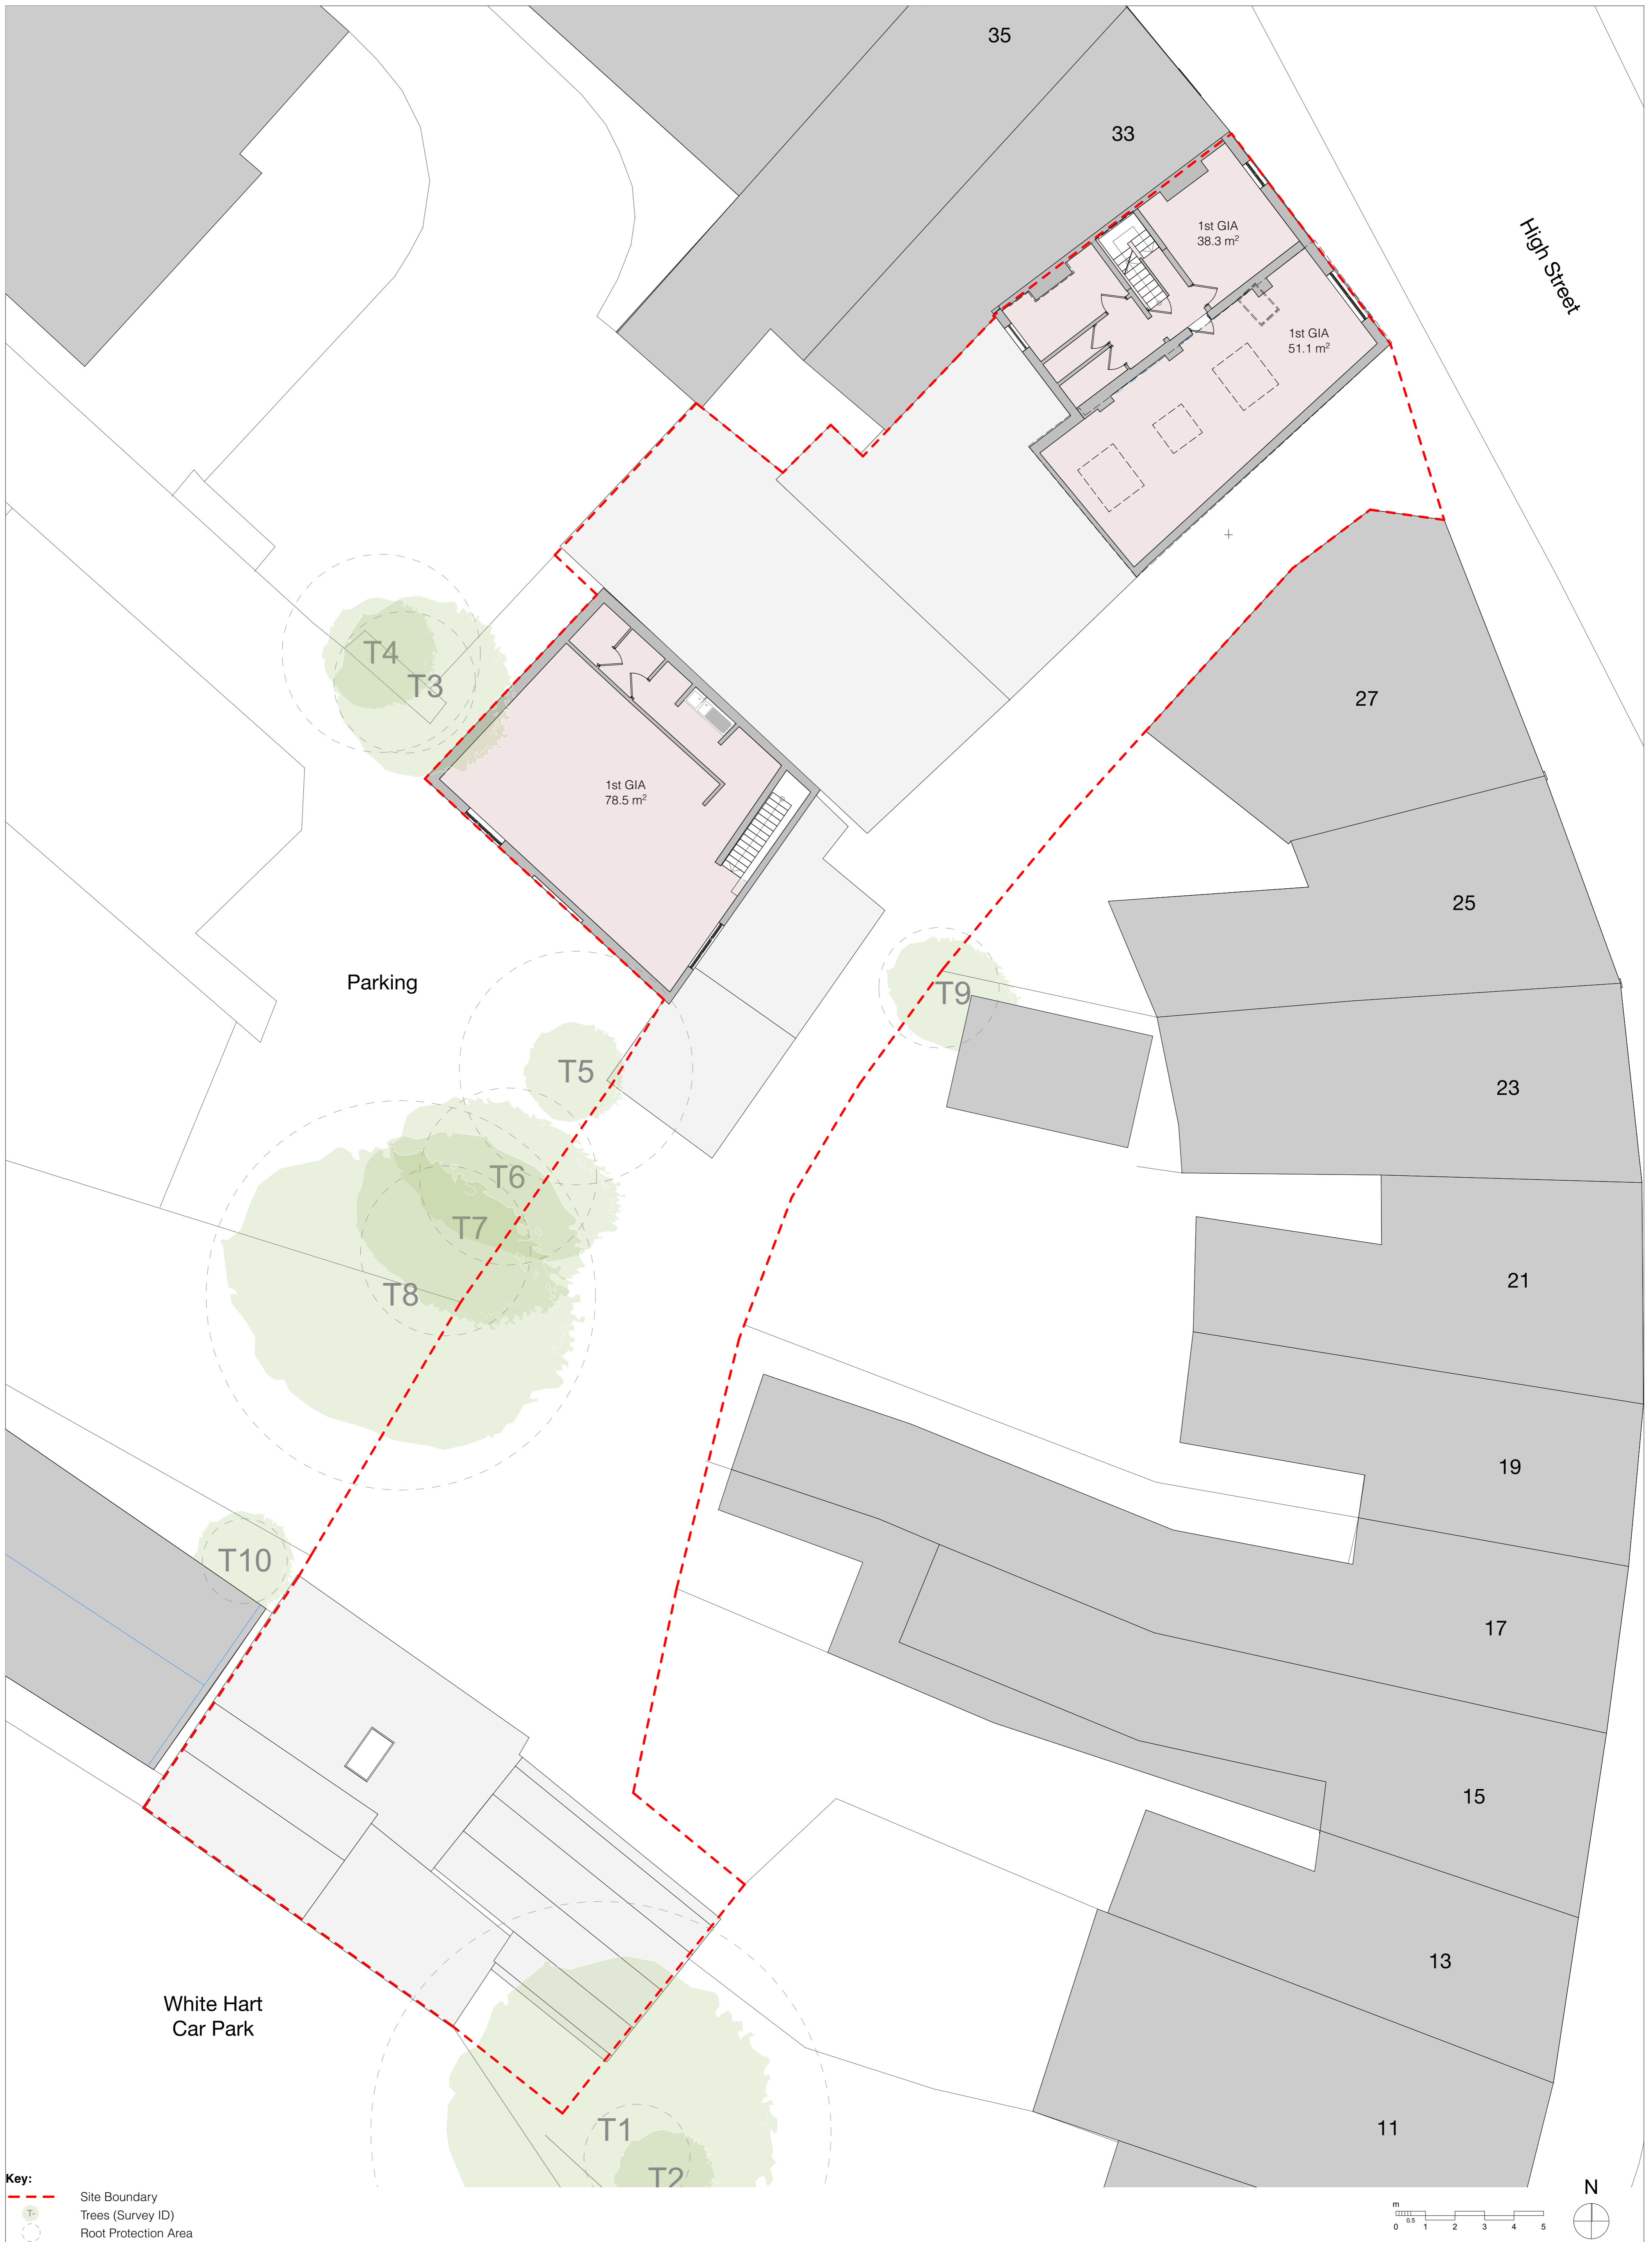 35
33
High Street
1st GIA
38.3 m²
1st GIA
51.1 m²
T4
T3
27
1st GIA
78.5 m²
25
Parking
T9
T5
23
T6
T7
T8
21
19
T10
17
15
13
White Hart
Car Park
T1
11
T2
Key:
Site Boundary
T-
Trees (Survey ID)
Root Protection Area
m
0 0.5 1 2 3 4 5
N